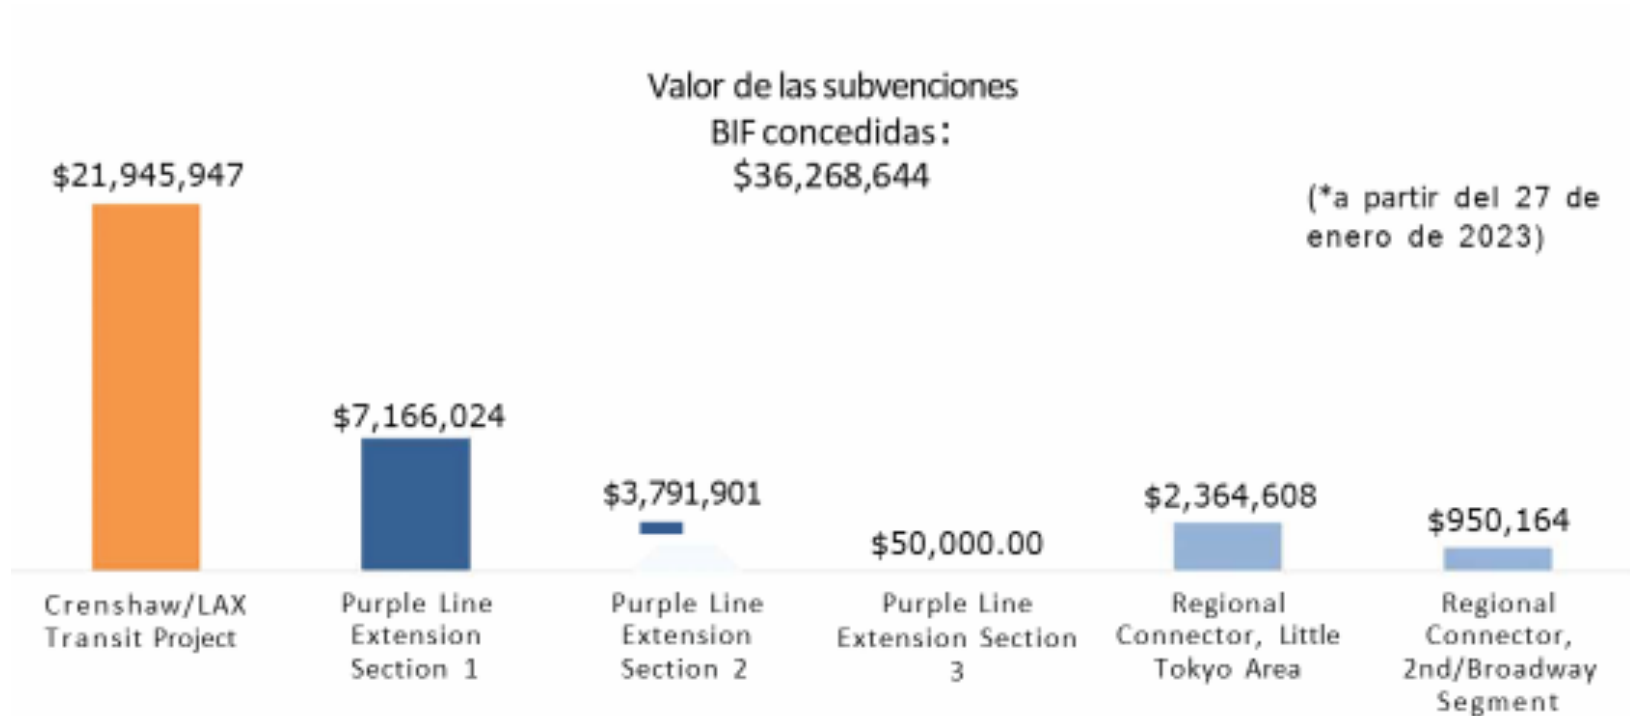 Valor de las subvenciones
BIF concedidas:
$36,268,644
(*a partir del 27 de
enero de 2023)
$21,945,947
$7,166,024
$3,791,901
$50,000.00
$2,364,608
$950,164
Crenshaw/LAX
Transit Project
Purple Line
Extension
Section 1
Purple Line
Extension
Section 2
Purple Line
Extension Section
3
Regional
Connector, Little
Tokyo Area
Regional
Connector,
2nd/Broadway
Segment